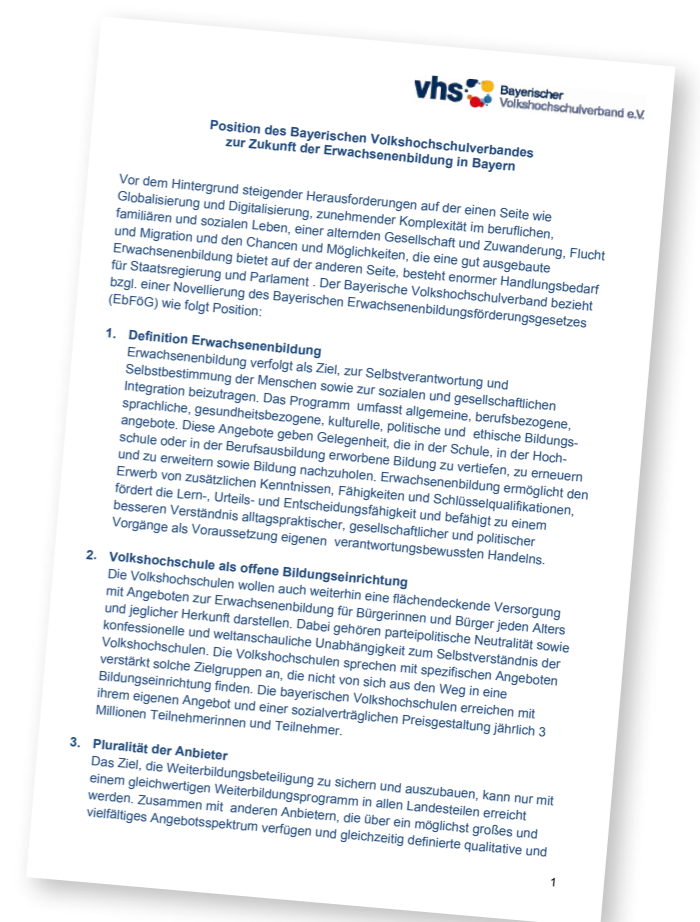 vhs Bayerischer
Volkshochschulverband e.V.
Position des Bayerischen Volkshochschulverbandes
zur Zukunft der Erwachsenenbildung in Bayern
Vor dem Hintergrund steigender Herausforderungen auf der einen Seite wie
Globalisierung und Digitalisierung, zunehmender Komplexität im beruflichen,
familiären und sozialen Leben, einer alternden Gesellschaft und Zuwanderung, Flucht
und Migration und den Chancen und Möglichkeiten, die eine gut ausgebaute
Erwachsenenbildung bietet auf der anderen Seite, besteht enormer Handlungsbedarf
für Staatsregierung und Parlament . Der Bayerische Volkshochschulverband bezieht
bzgl. einer Novellierung des Bayerischen Erwachsenenbildungsförderungsgesetzes
(EbFöG) wie folgt Position:
1. Definition Erwachsenenbildung
Erwachsenenbildung verfolgt als Ziel, zur Selbstverantwortung und
Selbstbestimmung der Menschen sowie zur sozialen und gesellschaftlichen
Integration beizutragen. Das Programm umfasst allgemeine, berufsbezogene,
sprachliche, gesundheitsbezogene, kulturelle, politische und ethische Bildungs-
angebote. Diese Angebote geben Gelegenheit, die in der Schule, in der Hoch-
schule oder in der Berufsausbildung erworbene Bildung zu vertiefen, zu erneuern
und zu erweitern sowie Bildung nachzuholen. Erwachsenenbildung ermöglicht den
Erwerb von zusätzlichen Kenntnissen, Fähigkeiten und Schlüsselqualifikationen,
fördert die Lern-, Urteils- und Entscheidungsfähigkeit und befähigt zu einem
besseren Verständnis alltagspraktischer, gesellschaftlicher und politischer
Vorgänge als Voraussetzung eigenen verantwortungsbewussten Handelns.
2. Volkshochschule als offene Bildungseinrichtung
Die Volkshochschulen wollen auch weiterhin eine flächendeckende Versorgung
mit Angeboten zur Erwachsenenbildung für Bürgerinnen und Bürger jeden Alters
und jeglicher Herkunft darstellen. Dabei gehören parteipolitische Neutralität sowie
konfessionelle und weltanschauliche Unabhängigkeit zum Selbstverständnis der
Volkshochschulen. Die Volkshochschulen sprechen mit spezifischen Angeboten
verstärkt solche Zielgruppen an, die nicht von sich aus den Weg in eine
Bildungseinrichtung finden. Die bayerischen Volkshochschulen erreichen mit
ihrem eigenen Angebot und einer sozialverträglichen Preisgestaltung jährlich 3
Millionen Teilnehmerinnen und Teilnehmer.
3. Pluralität der Anbieter
Das Ziel, die Weiterbildungsbeteiligung zu sichern und auszubauen, kann nur mit
einem gleichwertigen Weiterbildungsprogramm in allen Landesteilen erreicht
werden. Zusammen mit anderen Anbietern, die über ein möglichst großes und
vielfältiges Angebotsspektrum verfügen und gleichzeitig definierte qualitative und
1